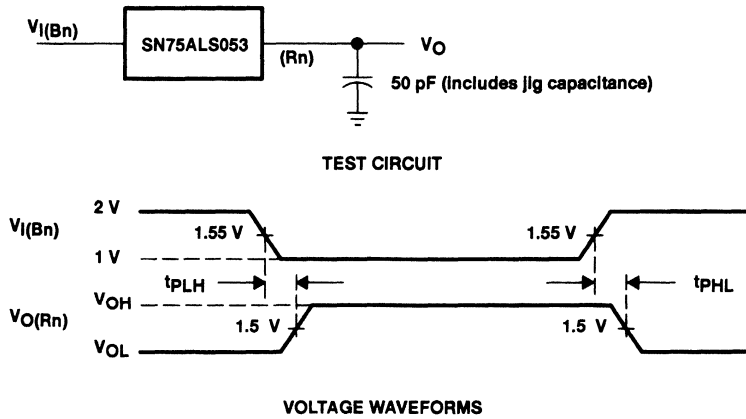 VI(Bn)
SN75ALS053
(Rn)
VO
50 pF (includes jig capacitance)
TEST CIRCUIT
VI(Bn)
2 V
1.55 V
1.55 V
1 V
tPLH
tPHL
VO(Rn)
VOH
1.5 V
1.5 V
VOL
VOLTAGE WAVEFORMS